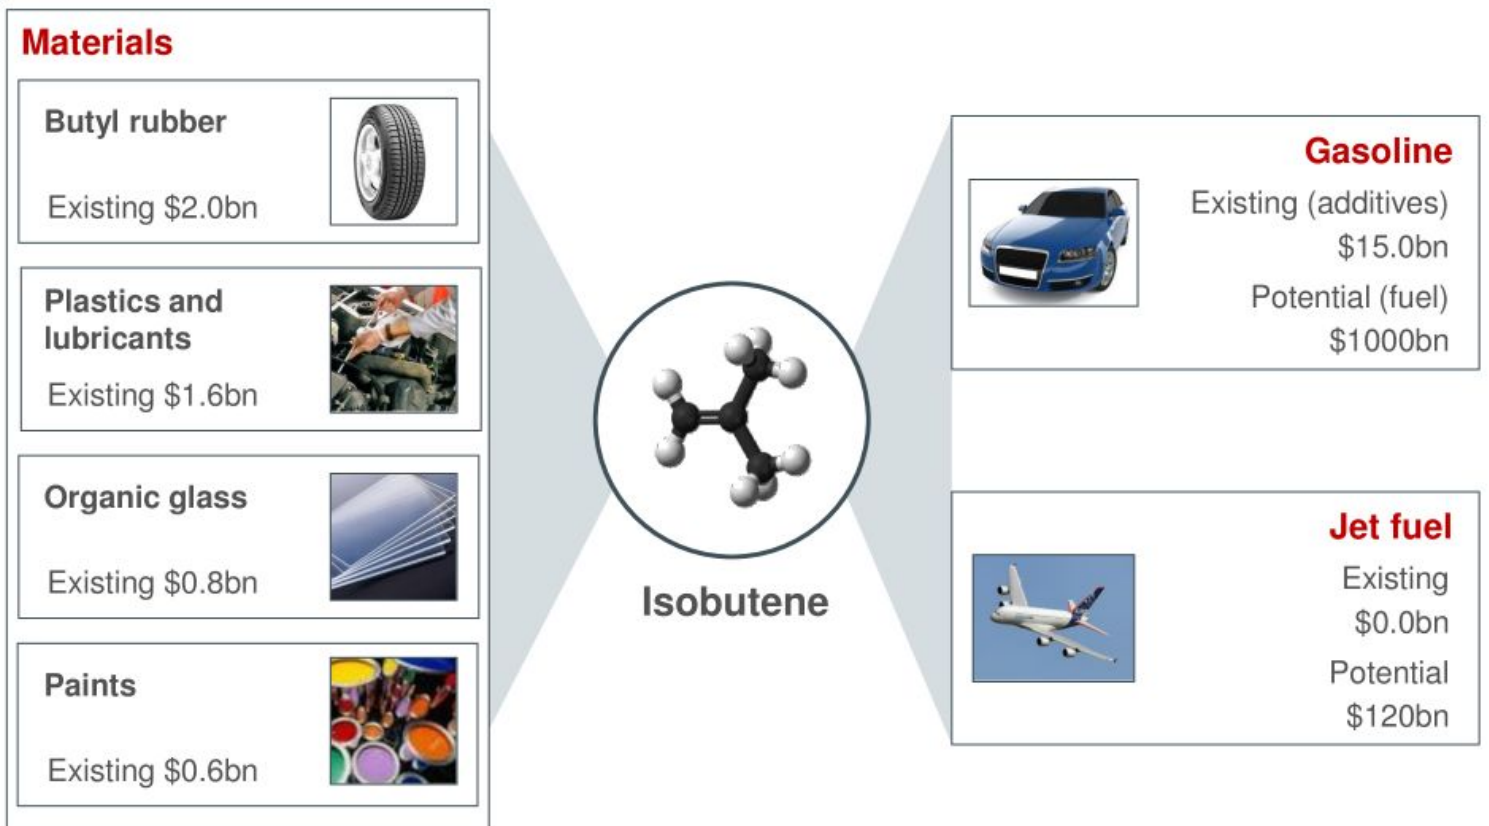 Materials
Butyl rubber
Existing $2.0bn
Plastics and
lubricants
Existing $1.6bn
Organic glass
Existing $0.8bn
Paints
Existing $0.6bn
Isobutene
Gasoline
Existing (additives)
$15.0bn
Potential (fuel)
$1000bn
Jet fuel
Existing
$0.0bn
Potential
$120bn